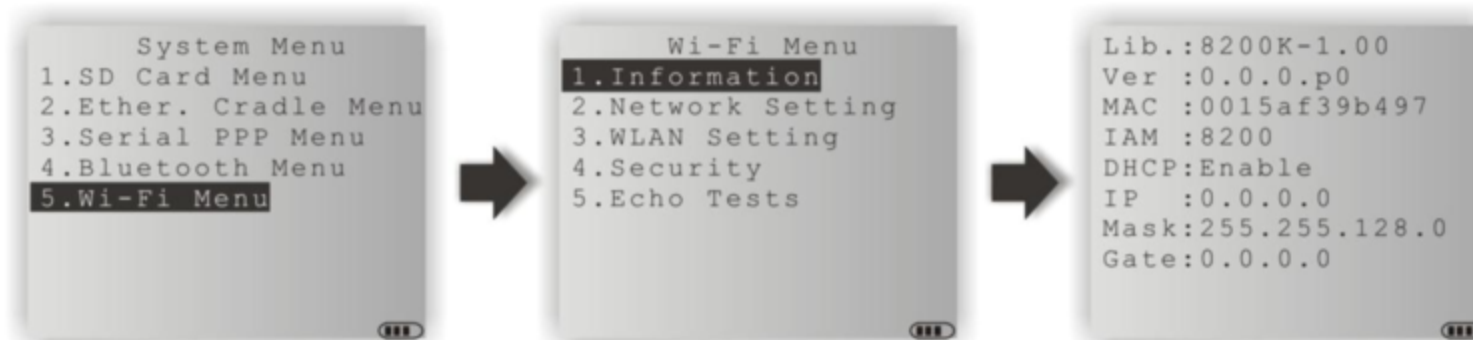 System Menu
1.SD Card Menu
2.Ether. Cradle Menu
3.Serial PPP Menu
4.Bluetooth Menu
5.Wi-Fi Menu
Wi-Fi Menu
1.Information
2.Network Setting
3.WLAN Setting
4.Security
5.Echo Tests
Lib.:8200K-1.00
Ver :0.0.0.p0
MAC :0015af39b497
IAM :8200
DHCP:Enable
IP :0.0.0.0
Mask:255.255.128.0
Gate:0.0.0.0